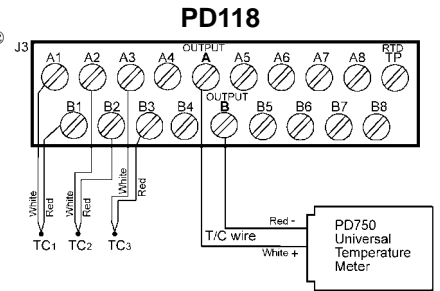 PD118
J3
OUTPUT
RTD
A1 A2 A3 A4 A A5 A6 A7 A8 TP
OUTPUT
B1 B2 B3 B4 B B5 B6 B7 B8
White
Red
White
Red
White
Red
TC1 TC2 TC3
T/C wire
Red -
White +
PD750
Universal
Temperature
Meter